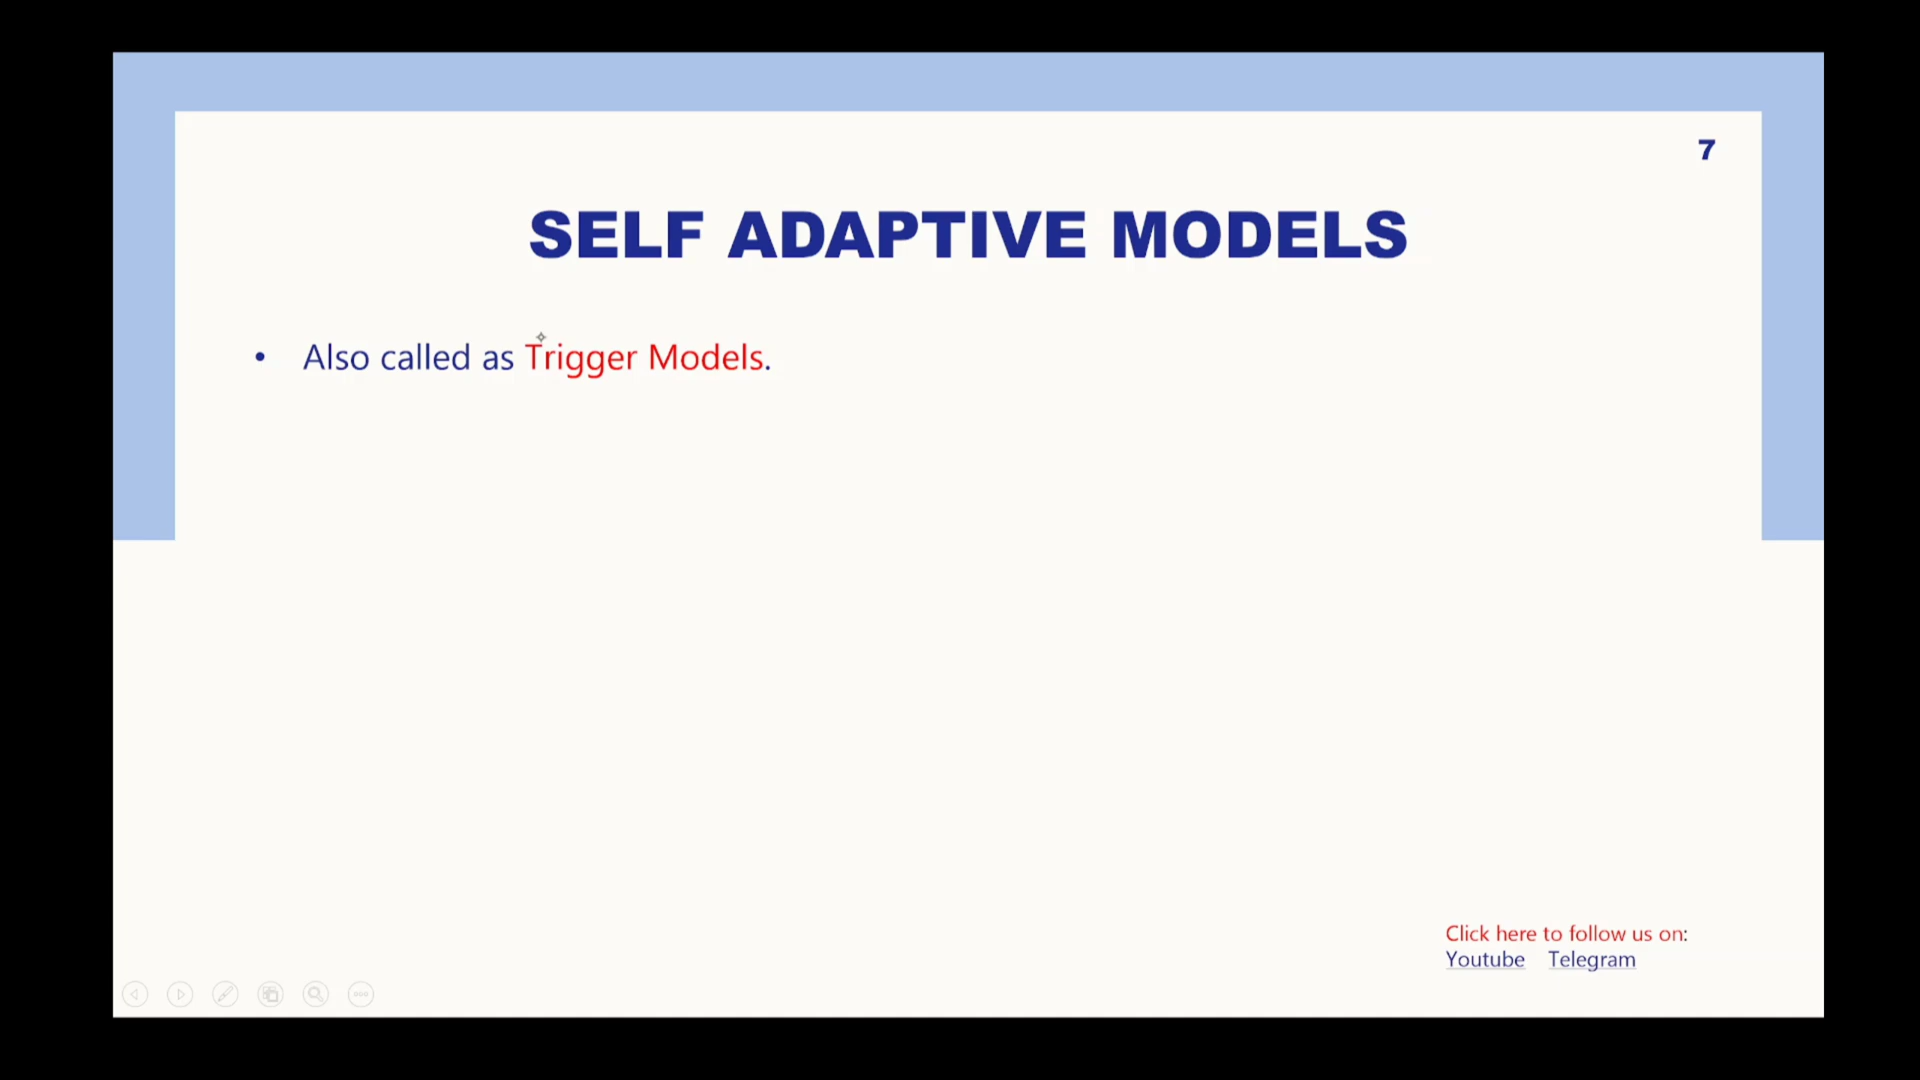 7
SELF ADAPTIVE MODELS
• Also called as Trigger Models.
Click here to follow us on:
Youtube Telegram